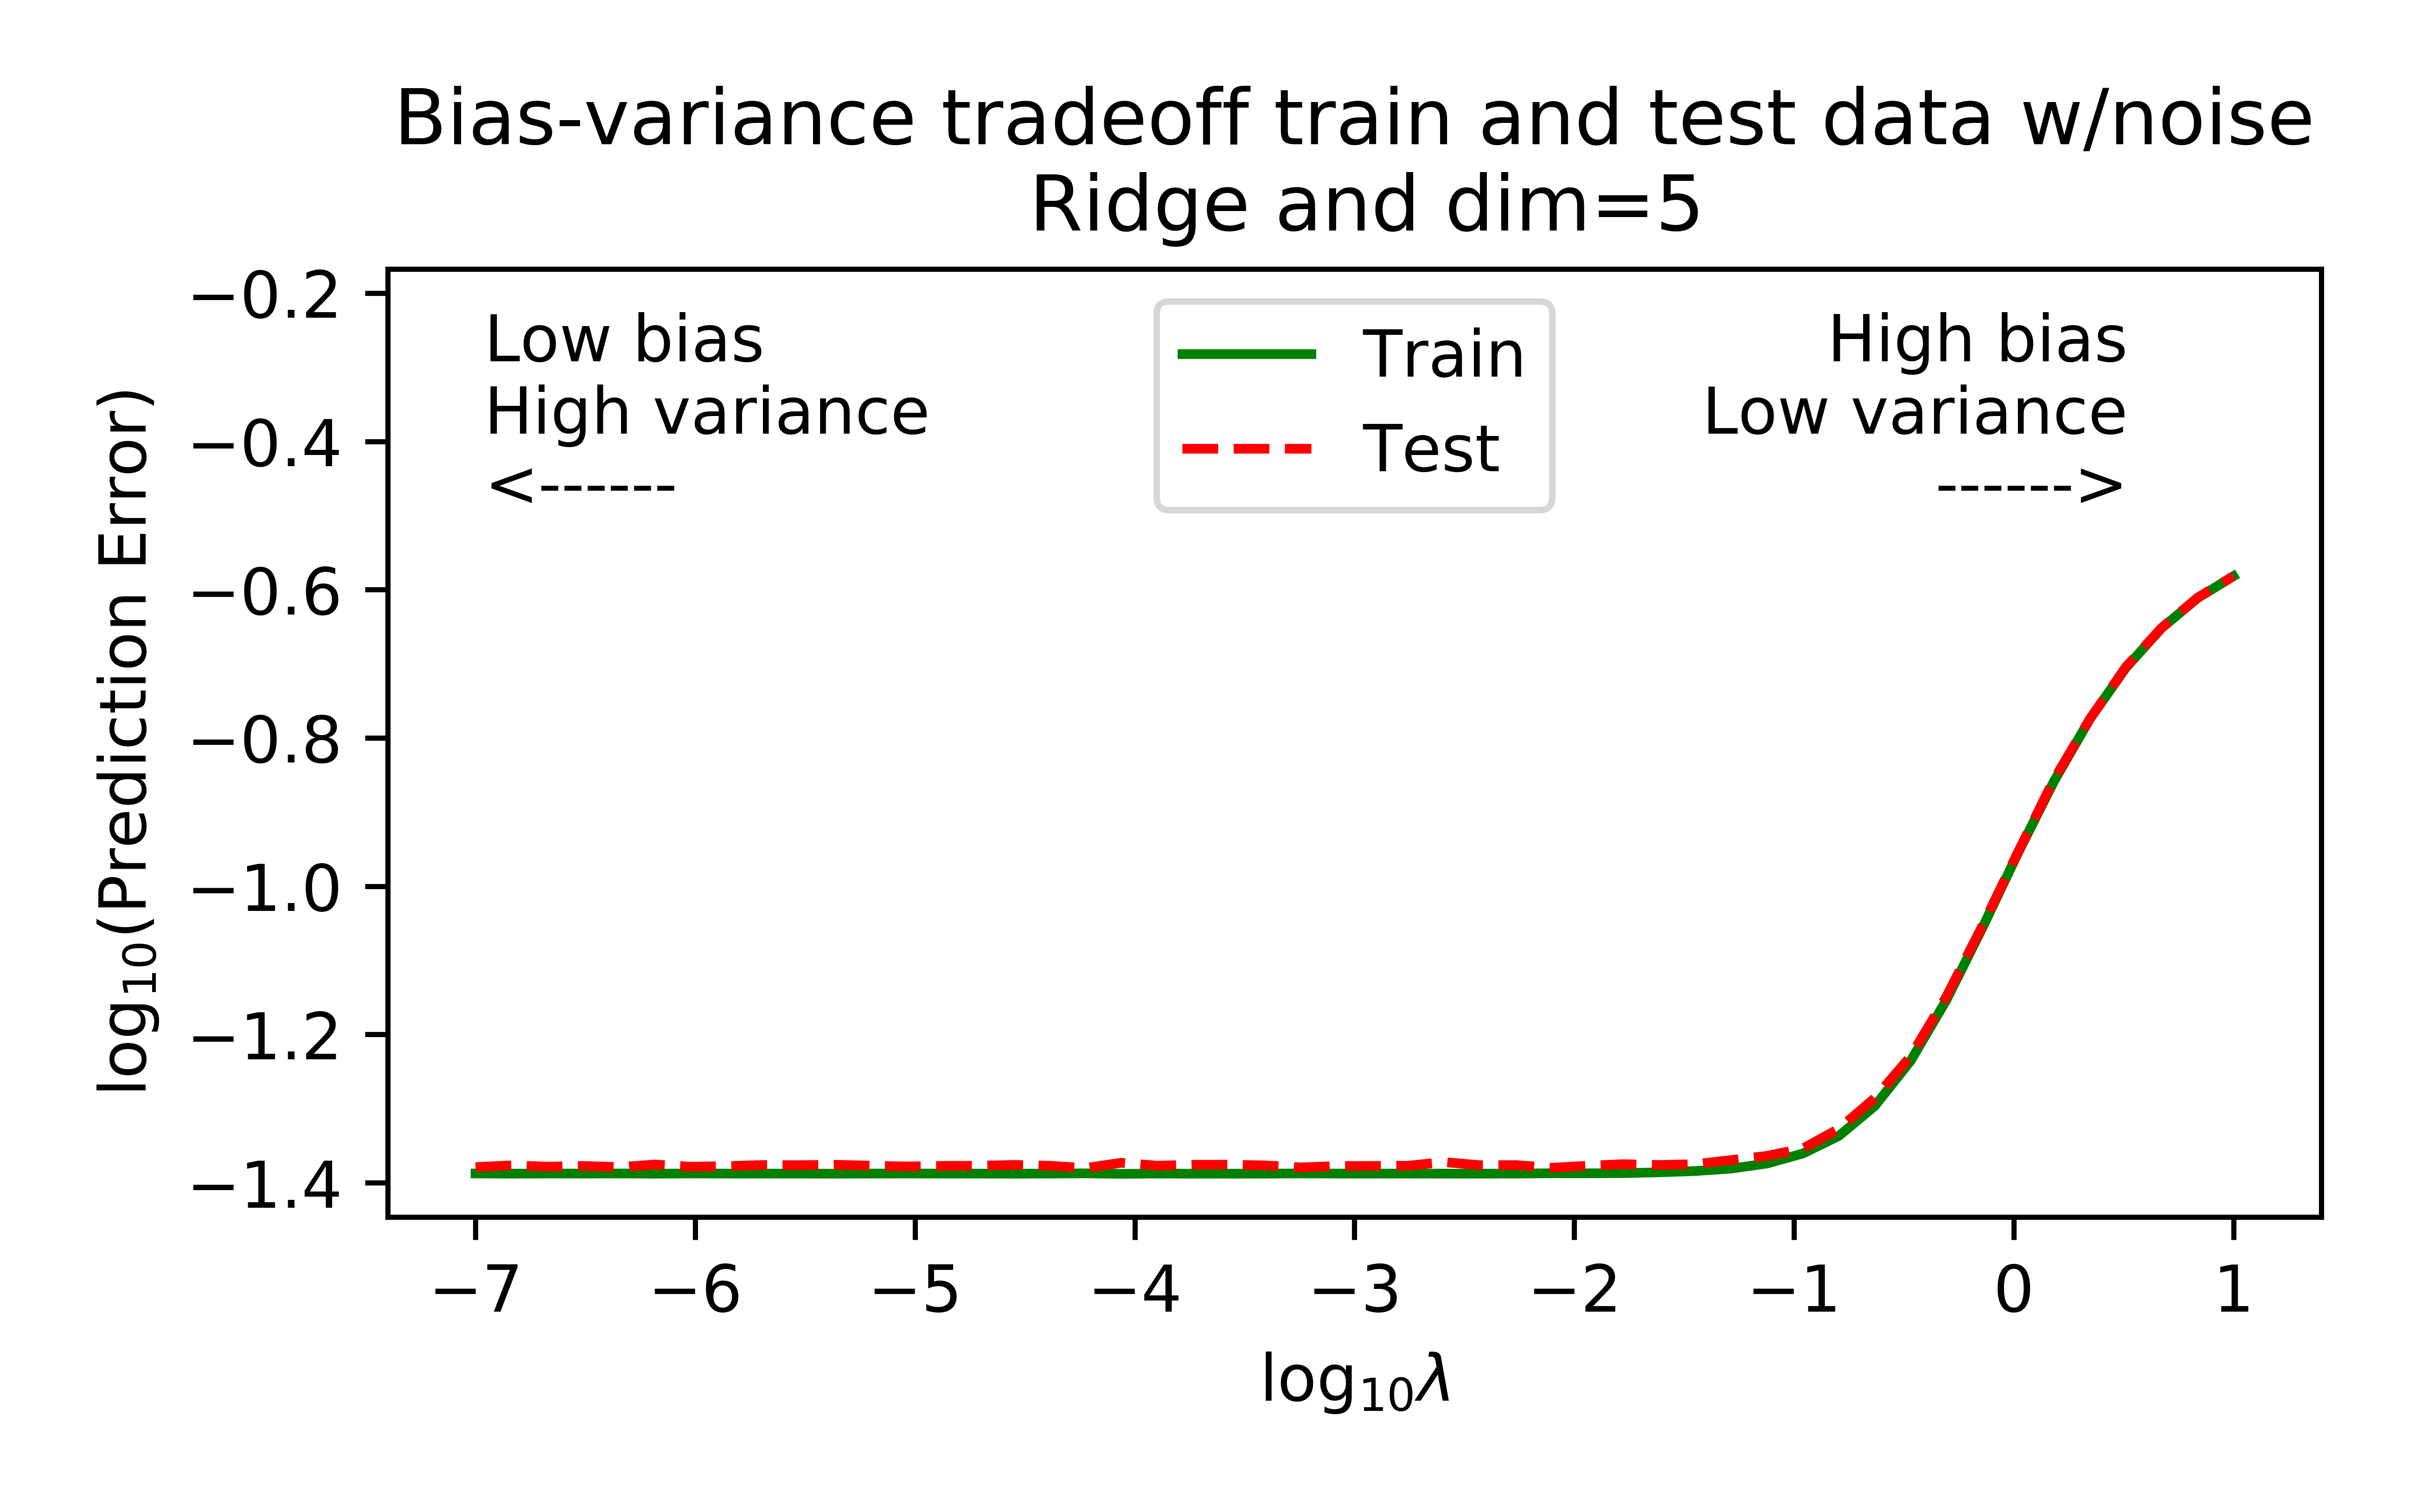 Bias-variance tradeoff train and test data w/noise
Ridge and dim=5
log₁₀(Prediction Error)
−0.2
−0.4
−0.6
−0.8
−1.0
−1.2
−1.4
Low bias
High variance
<------
Train
Test
High bias
Low variance
------>
−7 −6 −5 −4 −3 −2 −1 0 1
log₁₀λ